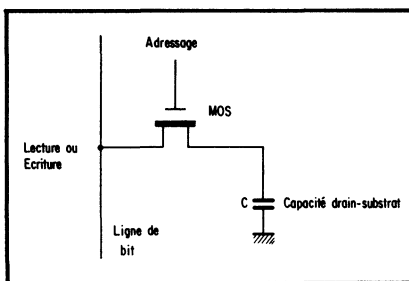 Adressage
MOS
Lecture ou
Ecriture
C
Capacité drain-substrat
Ligne de
bit